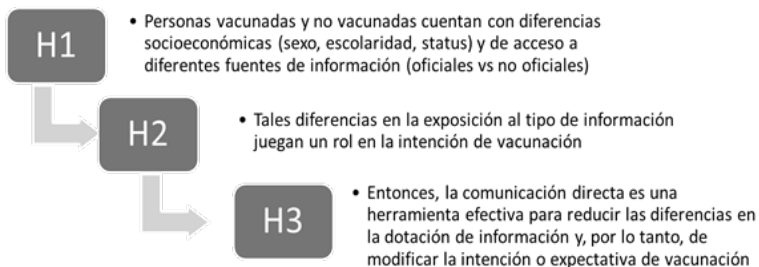 H1
• Personas vacunadas y no vacunadas cuentan con diferencias
socioeconómicas (sexo, escolaridad, status) y de acceso a
diferentes fuentes de información (oficiales vs no oficiales)
H2
• Tales diferencias en la exposición al tipo de información
juegan un rol en la intención de vacunación
H3
• Entonces, la comunicación directa es una
herramienta efectiva para reducir las diferencias en
la dotación de información y, por lo tanto, de
modificar la intención o expectativa de vacunación